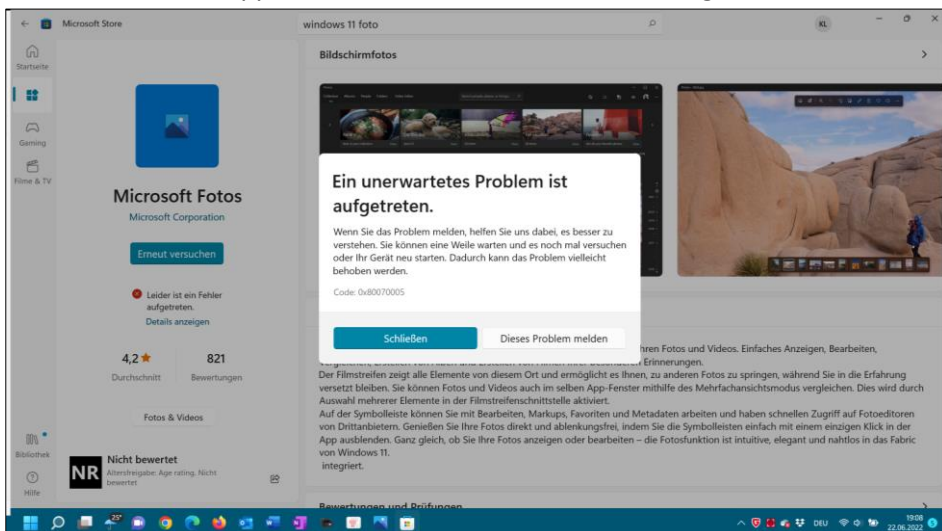 Microsoft Store
windows 11 foto
KL
Startseite
Bildschirmfotos
Gaming
Filme & TV
Microsoft Fotos
Microsoft Corporation
Erneut versuchen
Leider ist ein Fehler
aufgetreten.
Details anzeigen
4,2★
821
Durchschnitt
Bewertungen
Fotos & Videos
NR
Nicht bewertet
Altersfreigabe: Age rating: Nicht
bewertet
Bibliothek
Hilfe
Ein unerwartetes Problem ist
aufgetreten.
Wenn Sie das Problem melden, helfen Sie uns dabei, es besser zu
verstehen. Sie können eine Weile warten und es noch mal versuchen
oder Ihr Gerät neu starten. Dadurch kann das Problem vielleicht
behoben werden.
Code: 0x80070005
Schließen
Dieses Problem melden
hren Fotos und Videos. Einfaches Anzeigen, Bearbeiten,
Erinnerungen.
Der Filmstreifen zeigt alle Elemente von diesem Ort und ermöglicht es Ihnen, zu anderen Fotos zu springen, während Sie in die Erfahrung
versetzt bleiben. Sie können Fotos und Videos auch im selben App-Fenster mithilfe des Mehrfachansichtsmodus vergleichen. Dies wird durch
Auswahl mehrerer Elemente in der Filmstreifenschnittstelle aktiviert.
Auf der Symbolleiste können Sie mit Bearbeiten, Markups, Favoriten und Metadaten arbeiten und haben schnellen Zugriff auf Fotoeditoren
von Drittanbietern. Genießen Sie Ihre Fotos direkt und ablenkungsfrei, indem Sie die Symbolleisten einfach mit einem einzigen Klick in der
App ausblenden. Ganz gleich, ob Sie Ihre Fotos anzeigen oder bearbeiten – die Fotosfunktion ist intuitive, elegant und nahtlos in das Fabric
von Windows 11.
integriert.
Bewertungen und Prüfungen
25°
DEU
19:08
22.06.2022